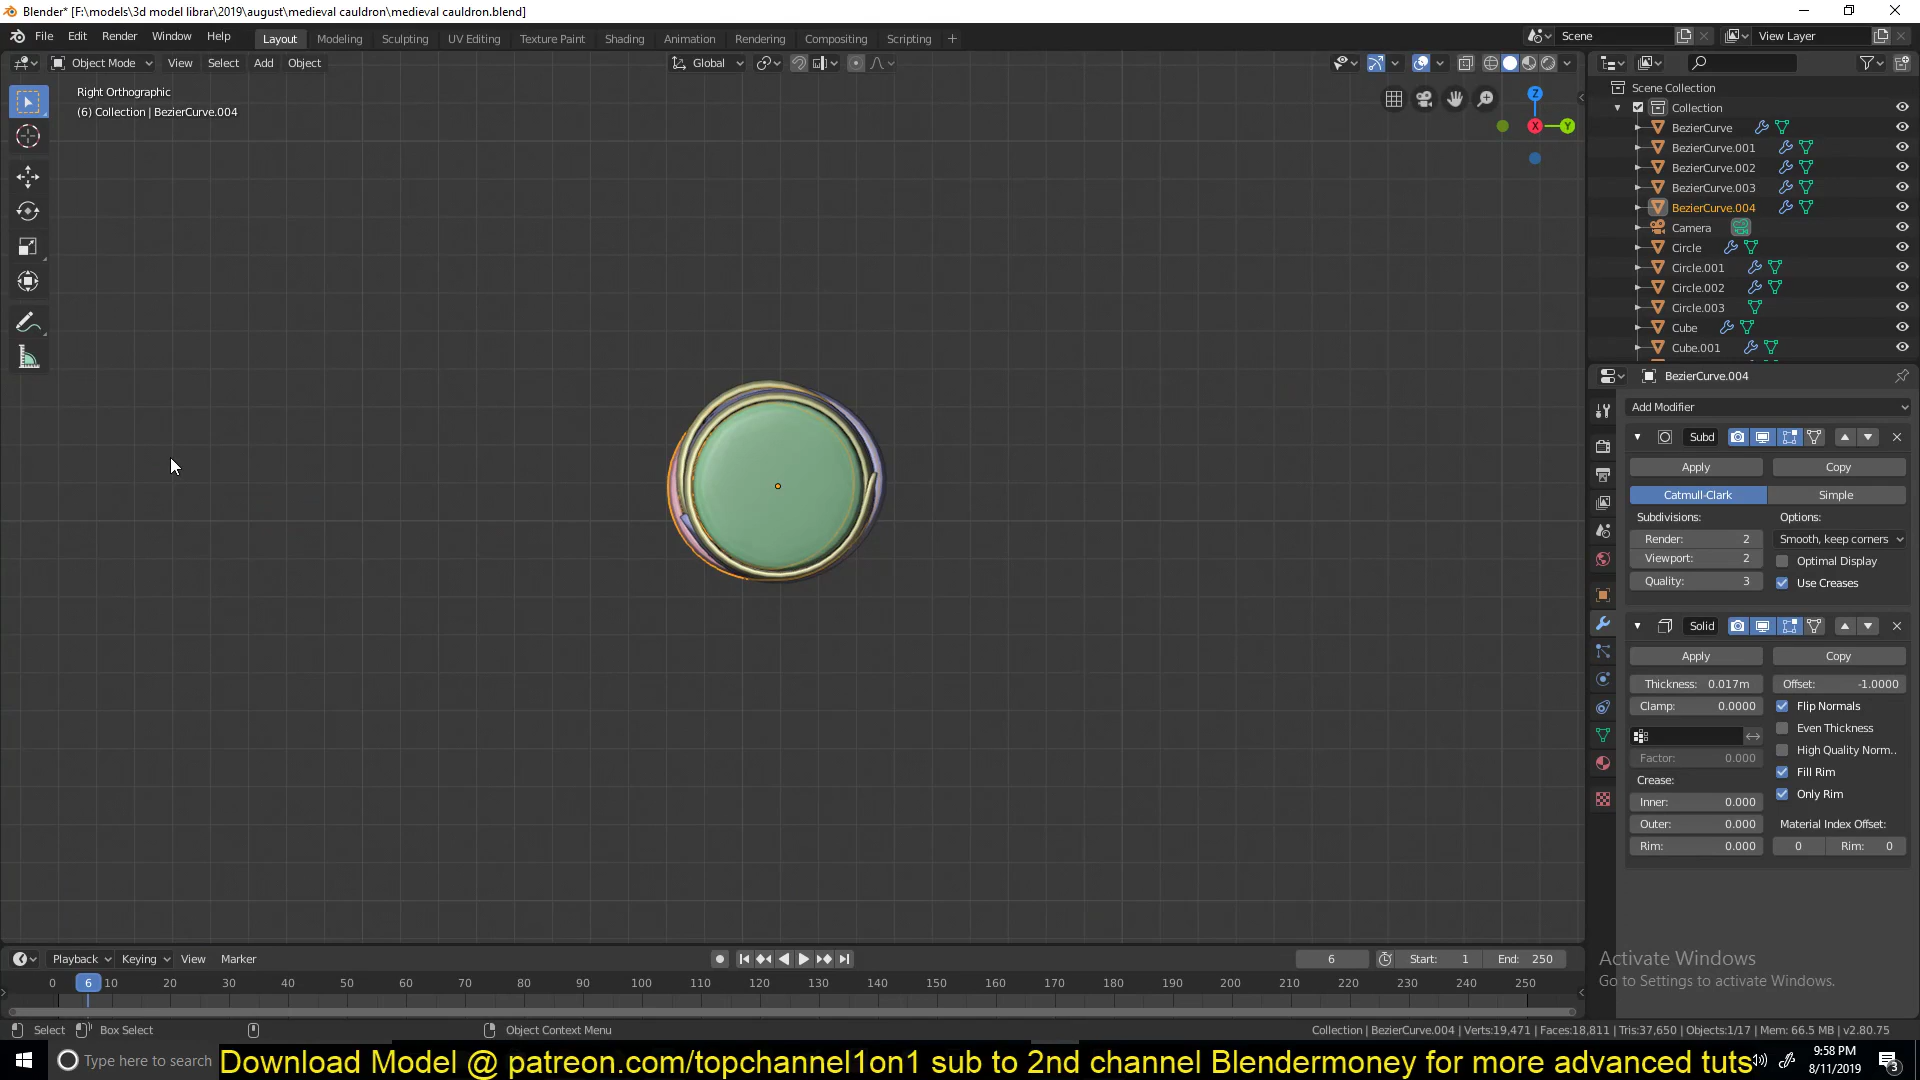 Blender* [F:\models\3d model librar\2019\august\medieval cauldron\medieval cauldron.blend]
File Edit Render Window Help Layout Modeling Sculpting UV Editing Texture Paint Shading Animation Rendering Compositing Scripting + Scene View Layer
Object Mode View Select Add Object Global
Right Orthographic
(6) Collection | BezierCurve.004
Z
X
Y
Scene Collection
Collection
BezierCurve
BezierCurve.001
BezierCurve.002
BezierCurve.003
BezierCurve.004
Camera
Circle
Circle.001
Circle.002
Circle.003
Cube
Cube.001
BezierCurve.004
Add Modifier
Subd
Apply Copy
Catmull-Clark Simple
Subdivisions: Options:
Render: 2 Smooth, keep corners
Viewport: 2 Optimal Display
Quality: 3 Use Creases
Solid
Apply Copy
Thickness: 0.017m Offset: -1.0000
Clamp: 0.0000 Flip Normals
Even Thickness
Factor: 0.000 High Quality Norm..
Crease: Fill Rim
Inner: 0.000 Only Rim
Outer: 0.000 Material Index Offset:
Rim: 0.000 0 Rim: 0
Playback Keying View Marker 6 Start: 1 End: 250
0 6 10 20 30 40 50 60 70 80 90 100 110 120 130 140 150 160 170 180 190 200 210 220 230 240 250
Activate Windows
Go to Settings to activate Windows.
Select Box Select Object Context Menu Collection | BezierCurve.004 | Verts:19,471 | Faces:18,811 | Tris:37,650 | Objects:1/17 | Mem: 66.5 MB | v2.80.75
Type here to search
Download Model @ patreon.com/topchannel1on1 sub to 2nd channel Blendermoney for more advanced tuts
9:58 PM
8/11/2019
3